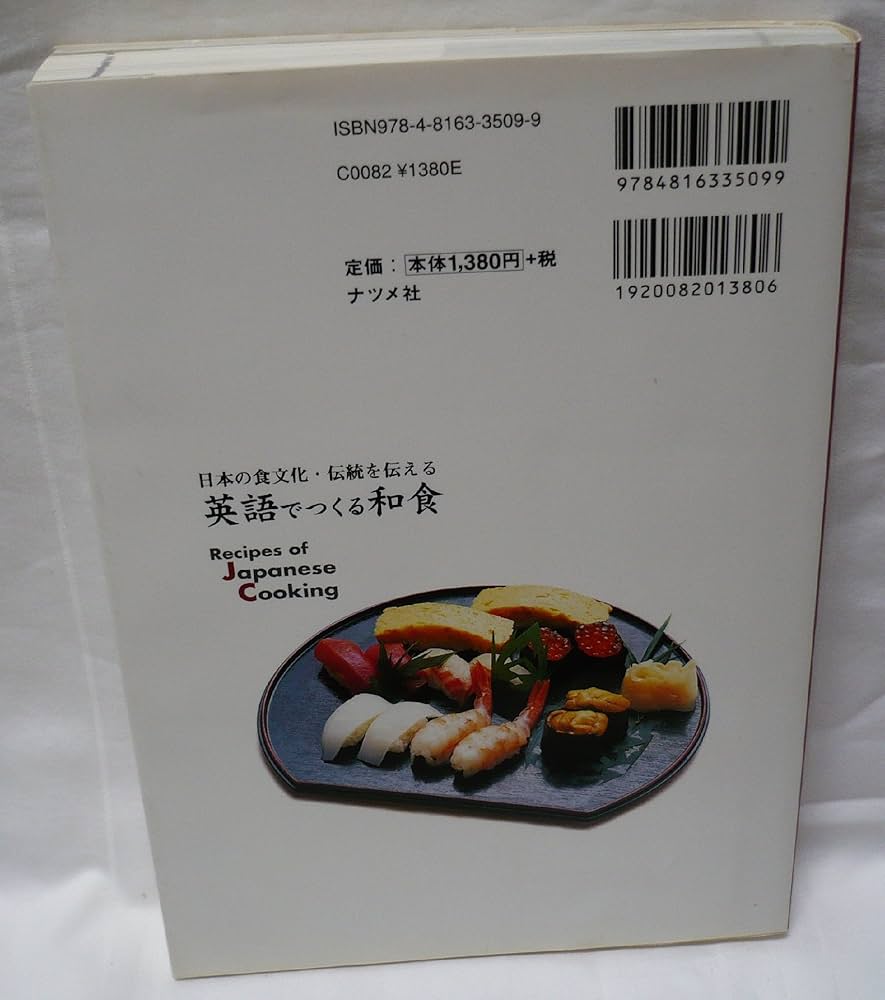 ISBN978-4-8163-3509-9
C0082 ¥1380E
9784816335099
定価：本体1,380円+税
ナツメ社
1920082013806
日本の食文化・伝統を伝える
英語でつくる和食
Recipes of
Japanese
Cooking